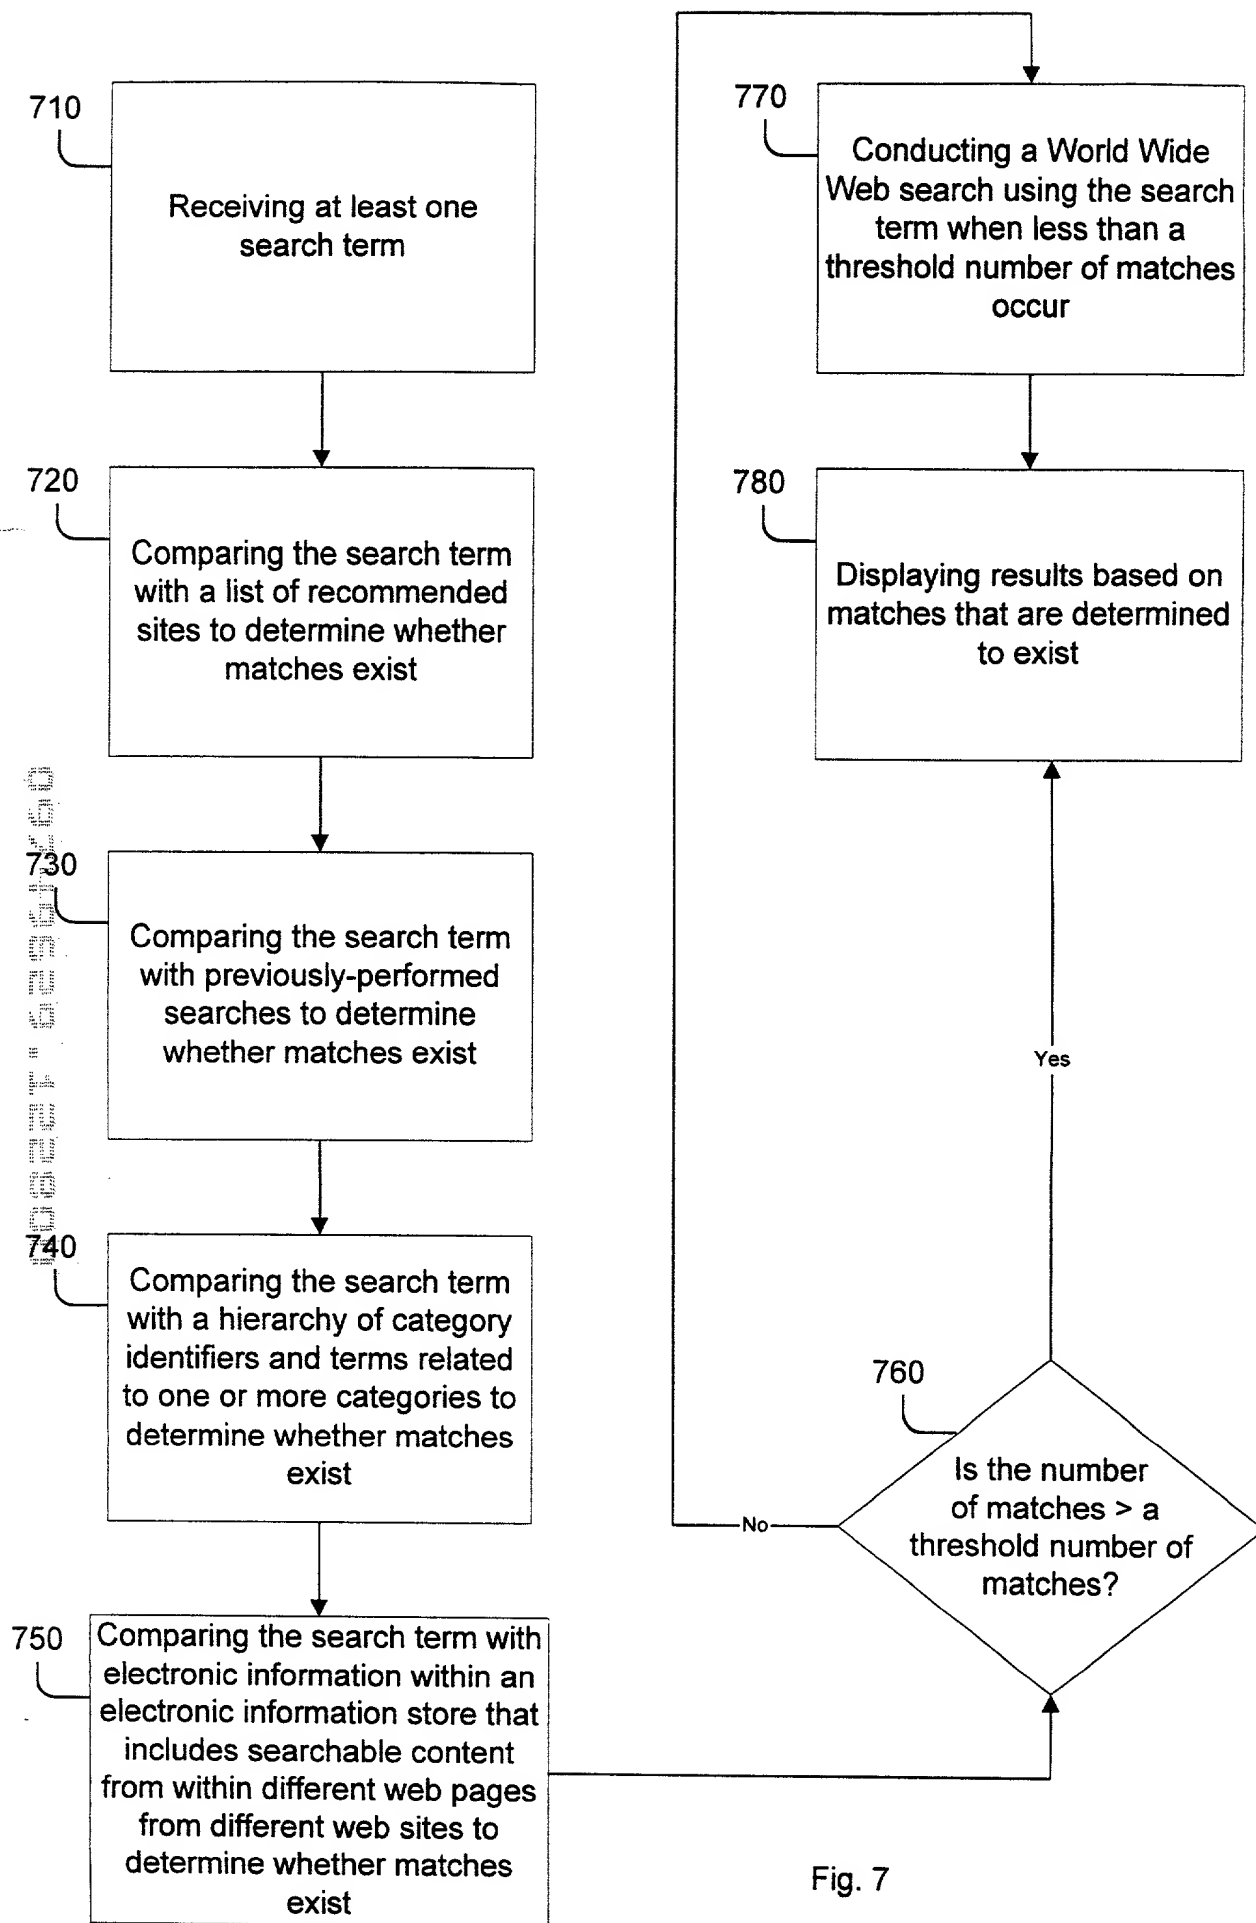 710
Receiving at least one
search term
720
Comparing the search term
with a list of recommended
sites to determine whether
matches exist
730
Comparing the search term
with previously-performed
searches to determine
whether matches exist
740
Comparing the search term
with a hierarchy of category
identifiers and terms related
to one or more categories to
determine whether matches
exist
750
Comparing the search term with
electronic information within an
electronic information store that
includes searchable content
from within different web pages
from different web sites to
determine whether matches
exist
760
Is the number
of matches > a
threshold number of
matches?
No
Yes
770
Conducting a World Wide
Web search using the search
term when less than a
threshold number of matches
occur
780
Displaying results based on
matches that are determined
to exist
Fig. 7